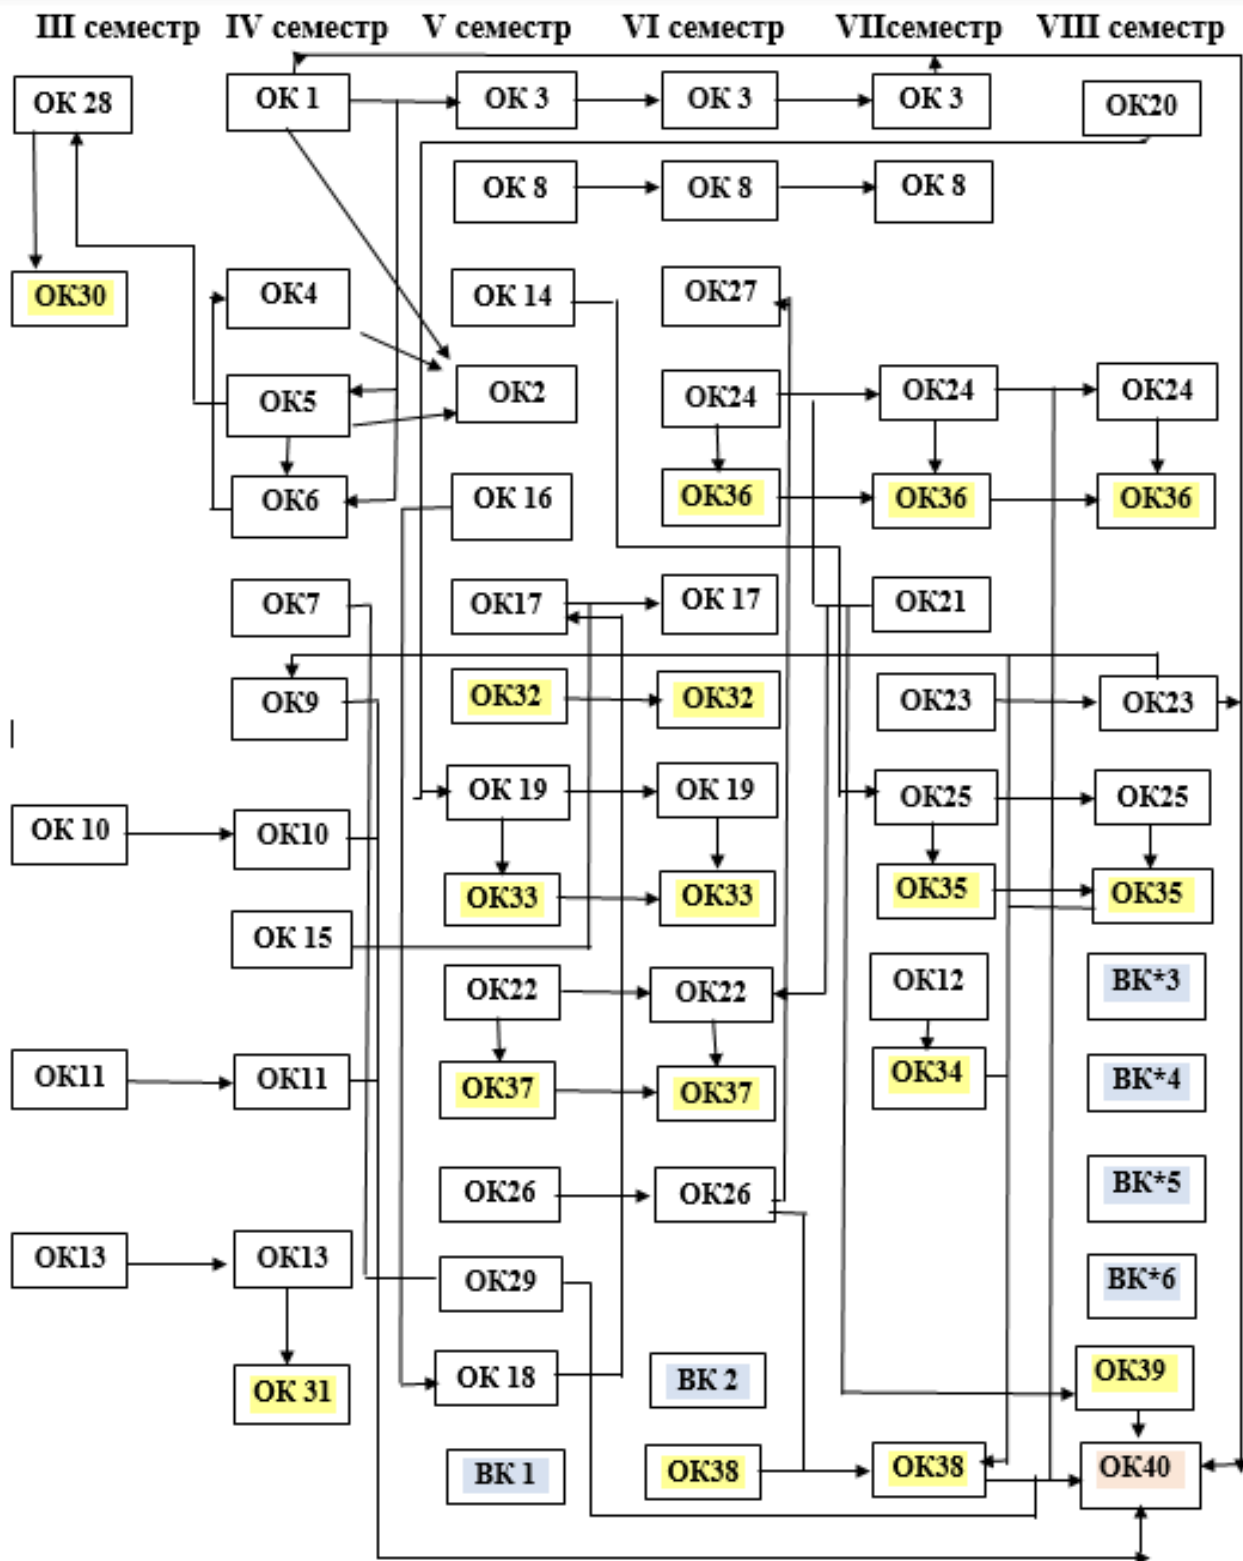 III семестр IV семестр V семестр VI семестр VIIсеместр VIII семестр
ОК 28 ОК 1 ОК 3 ОК 3 ОК 3 ОК20
ОК 8 ОК 8 ОК 8
ОК30 ОК4 ОК 14 ОК27
ОК5 ОК2 ОК24 ОК24 ОК24
ОК6 ОК 16 ОК36 ОК36 ОК36
ОК7 ОК17 ОК 17 ОК21
ОК9 ОК32 ОК32 ОК23 ОК23
ОК 10 ОК10 ОК 19 ОК 19 ОК25 ОК25
ОК33 ОК33 ОК35 ОК35
ОК 15
ОК22 ОК22 ОК12 ВК*3
ОК11 ОК11 ОК37 ОК37 ОК34 ВК*4
ОК26 ОК26 ВК*5
ОК13 ОК13 ОК29 ВК*6
ОК 31 ОК 18 ВК 2 ОК39
ВК 1 ОК38 ОК38 ОК40